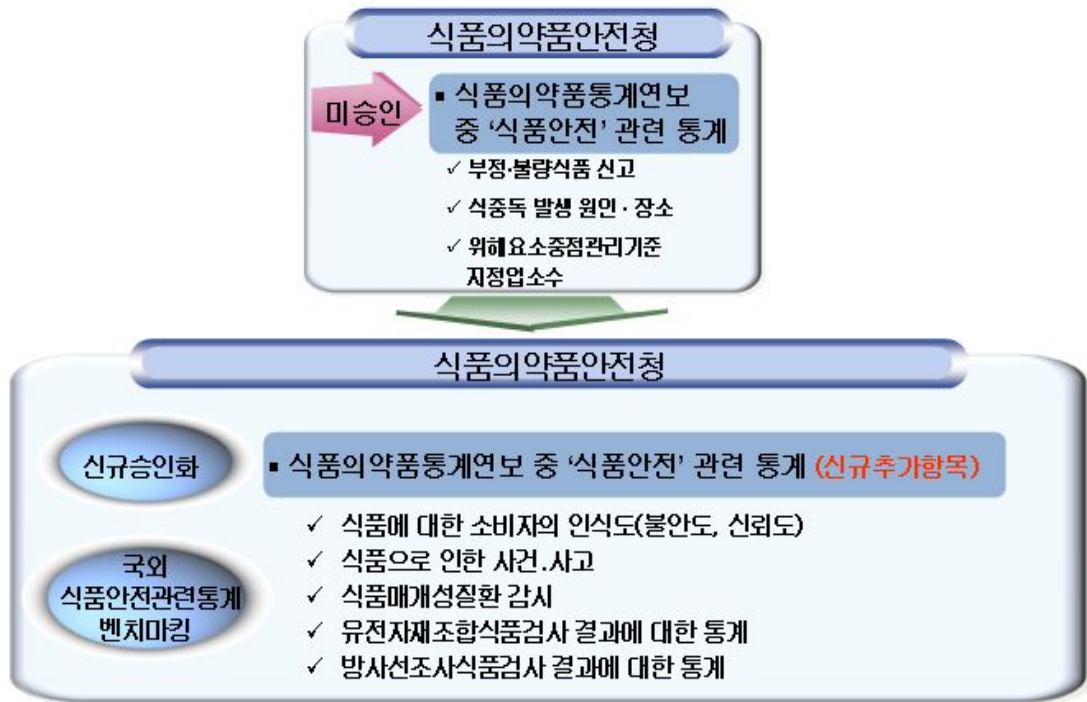 식품의약품안전청
미승인
▪ 식품의약품통계연보
중 ‘식품안전’ 관련 통계
✓ 부정·불량식품 신고
✓ 식중독 발생 원인 · 장소
✓ 위해요소중점관리기준
지정업소수
식품의약품안전청
신규승인화
▪ 식품의약품통계연보 중 ‘식품안전’ 관련 통계 (신규추가항목)
✓ 식품에 대한 소비자의 인식도(불안도, 신뢰도)
✓ 식품으로 인한 사건.사고
✓ 식품매개성질환 감시
✓ 유전자재조합식품검사 결과에 대한 통계
✓ 방사선조사식품검사 결과에 대한 통계
국외
식품안전관련통계
벤치마킹